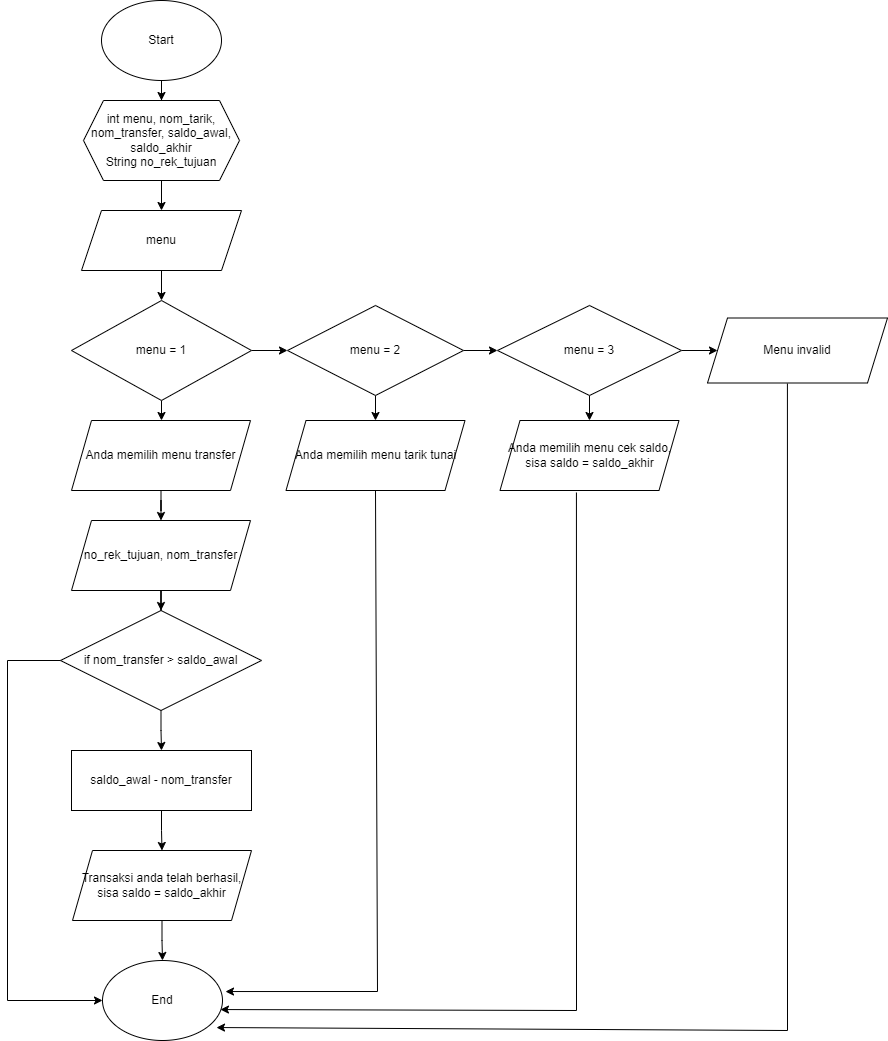 Start
int menu, nom_tarik,
nom_transfer, saldo_awal,
saldo_akhir
String no_rek_tujuan
menu
menu = 1
menu = 2
menu = 3
Menu invalid
Anda memilih menu transfer
Anda memilih menu tarik tunai
Anda memilih menu cek saldo,
sisa saldo = saldo_akhir
no_rek_tujuan, nom_transfer
if nom_transfer > saldo_awal
saldo_awal - nom_transfer
Transaksi anda telah berhasil,
sisa saldo = saldo_akhir
End